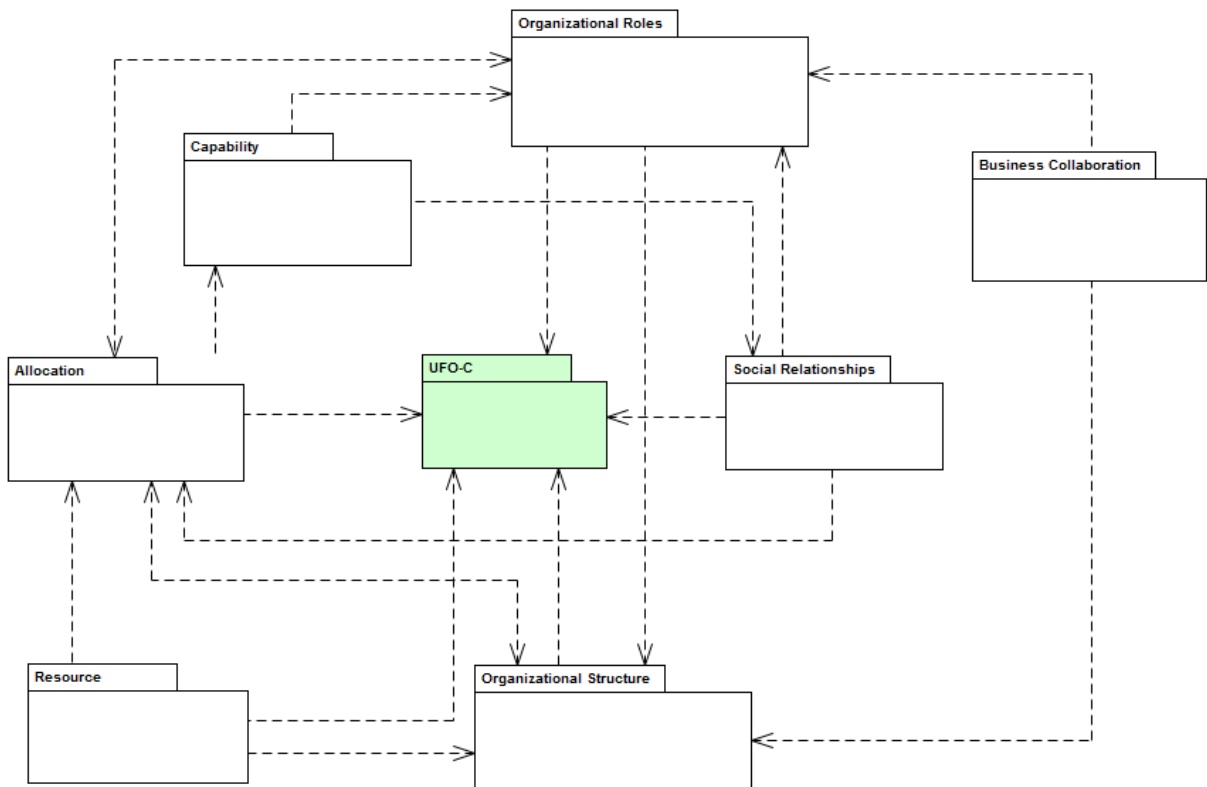 Organizational Roles
Capability
Business Collaboration
Allocation
UFO-C
Social Relationships
Resource
Organizational Structure